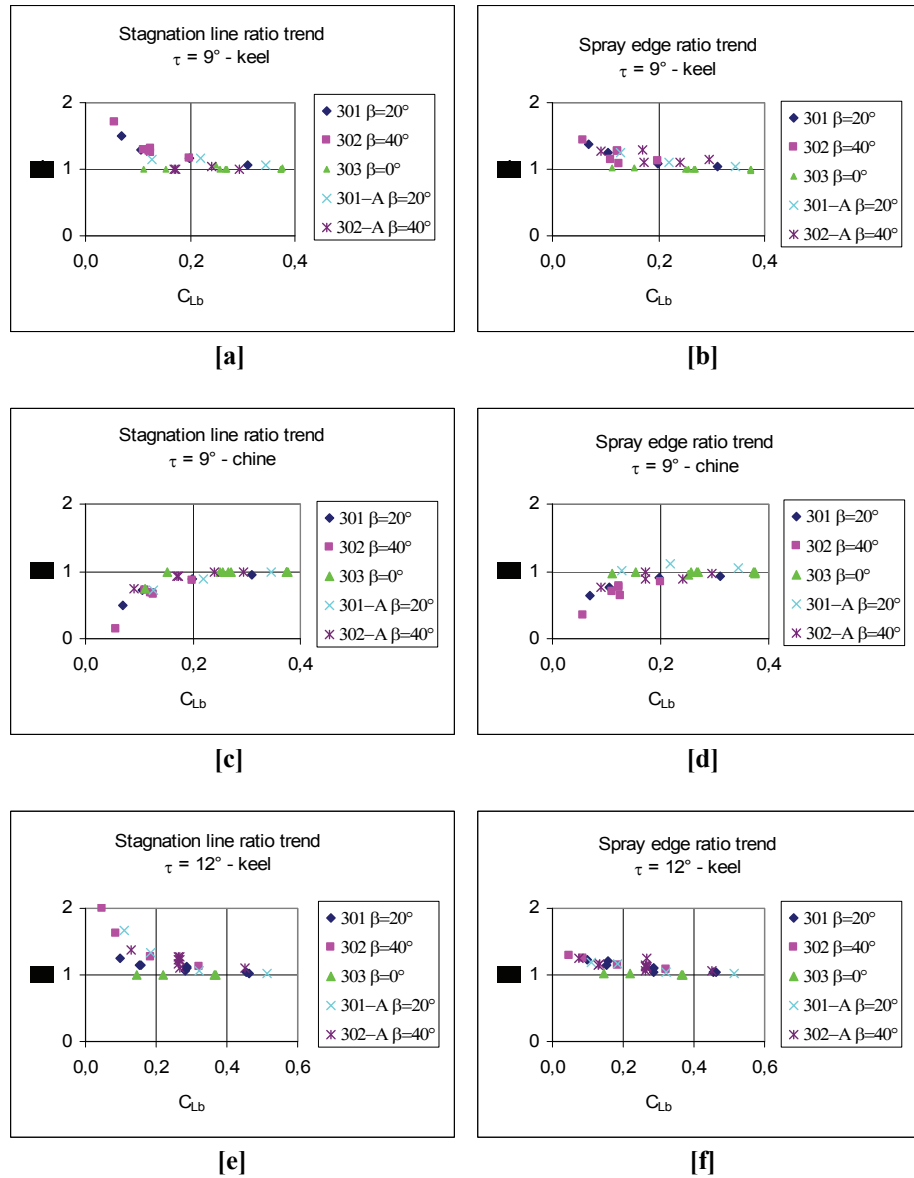 Stagnation line ratio trend
τ = 9° - keel
2
1
0
0,0 0,2 0,4
C_Lb
301 β=20°
302 β=40°
303 β=0°
301–A β=20°
302–A β=40°
[a]
Spray edge ratio trend
τ = 9° - keel
2
1
0
0,0 0,2 0,4
C_Lb
301 β=20°
302 β=40°
303 β=0°
301–A β=20°
302–A β=40°
[b]
Stagnation line ratio trend
τ = 9° - chine
2
1
0
0,0 0,2 0,4
C_Lb
301 β=20°
302 β=40°
303 β=0°
301–A β=20°
302–A β=40°
[c]
Spray edge ratio trend
τ = 9° - chine
2
1
0
0,0 0,2 0,4
C_Lb
301 β=20°
302 β=40°
303 β=0°
301–A β=20°
302–A β=40°
[d]
Stagnation line ratio trend
τ = 12° - keel
2
1
0
0,0 0,2 0,4 0,6
C_Lb
301 β=20°
302 β=40°
303 β=0°
301–A β=20°
302–A β=40°
[e]
Spray edge ratio trend
τ = 12° - keel
2
1
0
0,0 0,2 0,4 0,6
C_Lb
301 β=20°
302 β=40°
303 β=0°
301–A β=20°
302–A β=40°
[f]